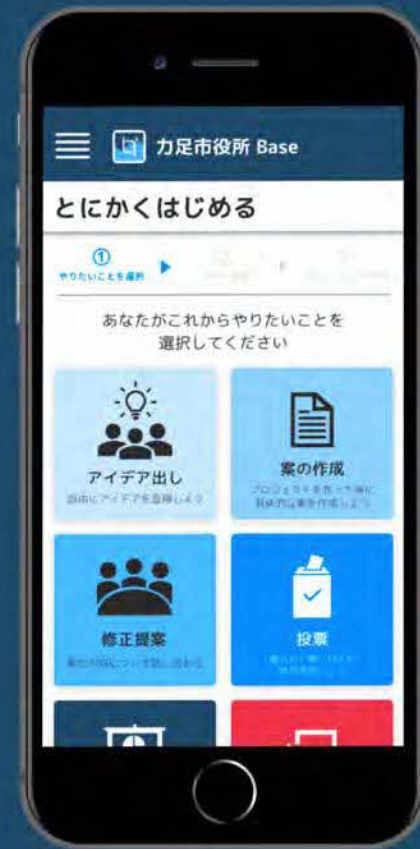 力足市役所 Base
とにかくはじめる
①
やりたいことを選択
あなたがこれからやりたいことを
選択してください
アイデア出し
自由にアイデアを登録しよう
案の作成
修正提案
投票